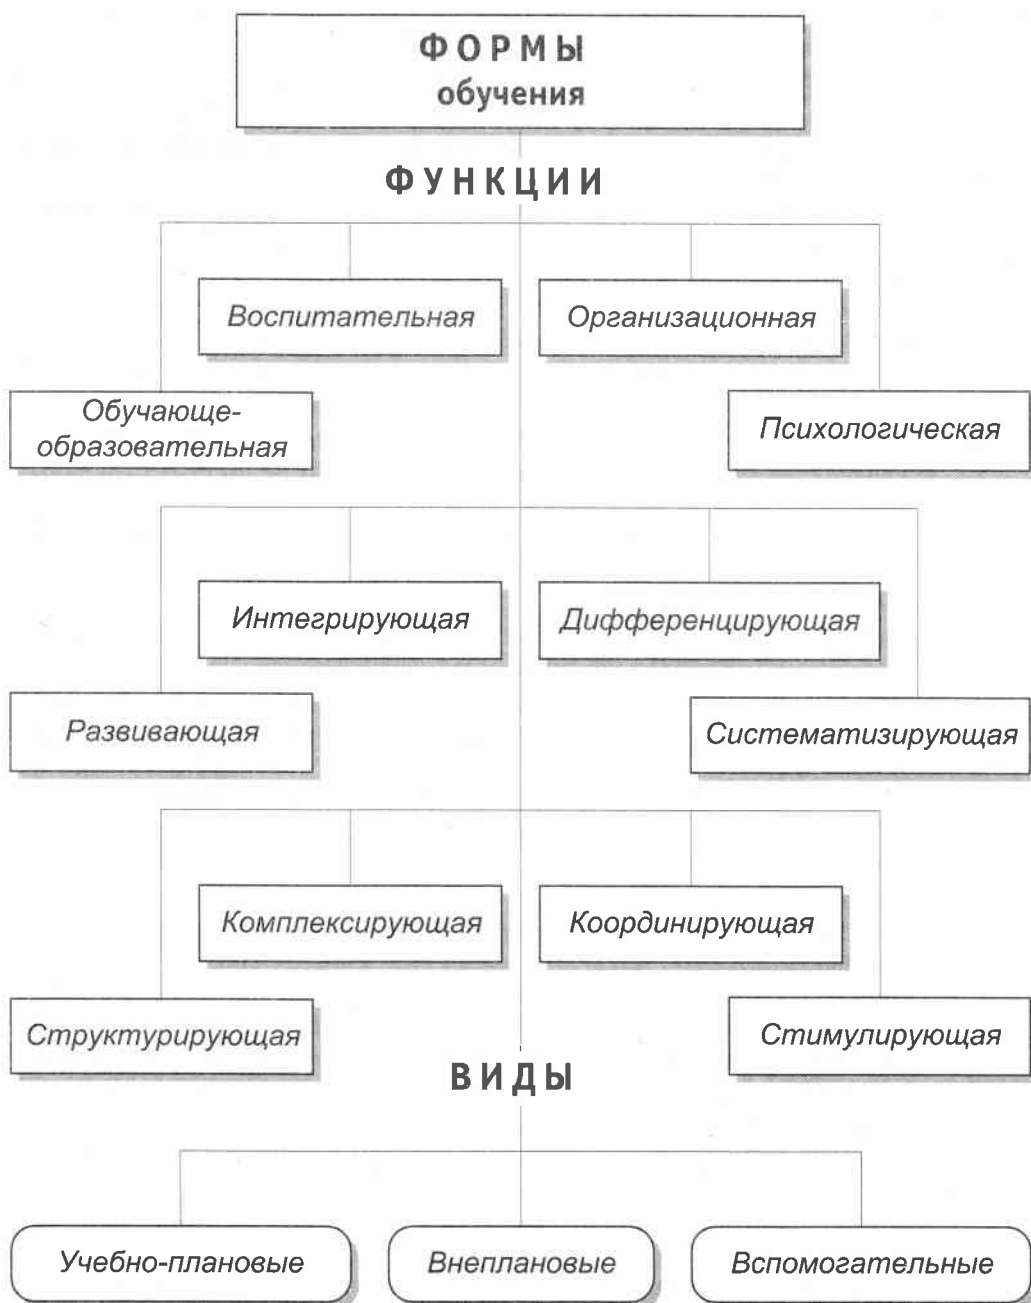 ФОРМЫ
обучения
ФУНКЦИИ
Воспитательная
Организационная
Обучающе-
образовательная
Психологическая
Интегрирующая
Дифференцирующая
Развивающая
Систематизирующая
Комплексирующая
Координирующая
Структурирующая
Стимулирующая
ВИДЫ
Учебно-плановые
Внеплановые
Вспомогательные